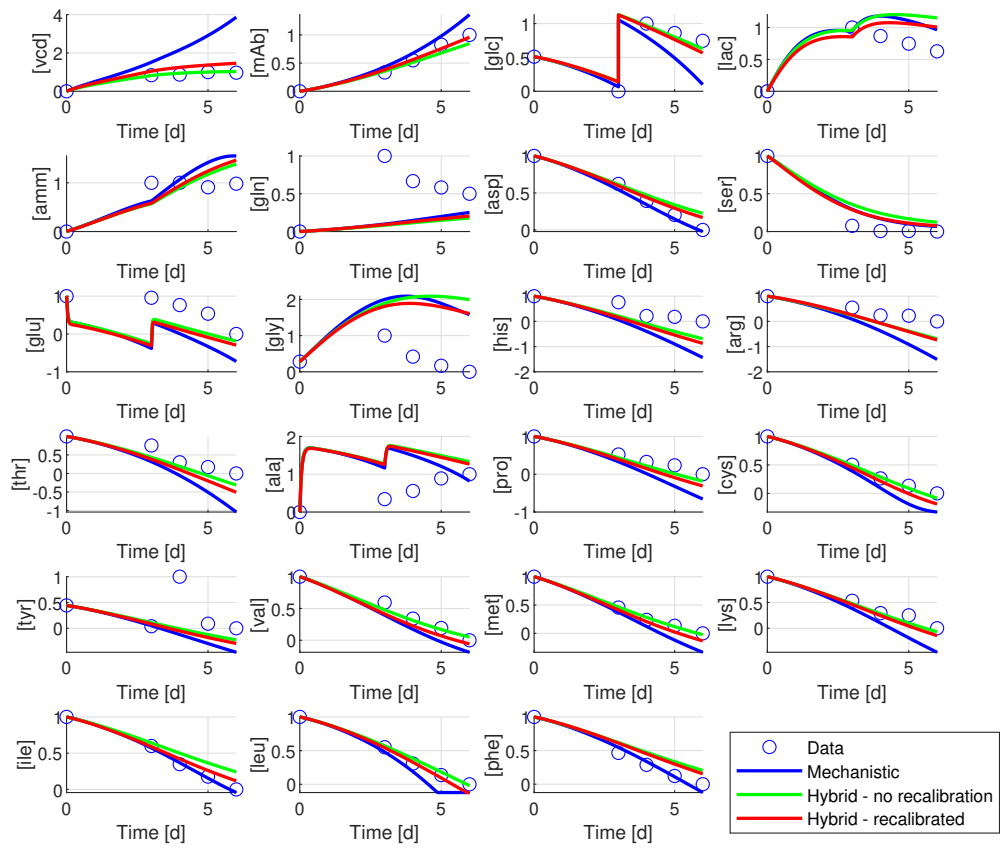 [vcd] 4 2 0 0 5 Time [d]
[mAb] 1 0.5 0 0 5 Time [d]
[glc] 1 0.5 0 0 5 Time [d]
[lac] 1 0.5 0 0 5 Time [d]
[amm] 1 0 0 5 Time [d]
[gln] 1 0.5 0 0 5 Time [d]
[asp] 1 0.5 0 0 5 Time [d]
[ser] 1 0.5 0 0 5 Time [d]
[glu] 1 0 -1 0 5 Time [d]
[gly] 2 1 0 0 5 Time [d]
[his] 1 0 -1 -2 0 5 Time [d]
[arg] 1 0 -1 -2 0 5 Time [d]
[thr] 1 0.5 -0.5 -1 0 5 Time [d]
[ala] 2 1 0 0 5 Time [d]
[pro] 1 0 -1 0 5 Time [d]
[cys] 1 0.5 0 0 5 Time [d]
[tyr] 1 0.5 0 0 5 Time [d]
[val] 1 0.5 0 0 5 Time [d]
[met] 1 0.5 0 0 5 Time [d]
[lys] 1 0.5 0 0 5 Time [d]
[ile] 1 0.5 0 0 5 Time [d]
[leu] 1 0.5 0 0 5 Time [d]
[phe] 1 0.5 0 0 5 Time [d]
Data
Mechanistic
Hybrid - no recalibration
Hybrid - recalibrated